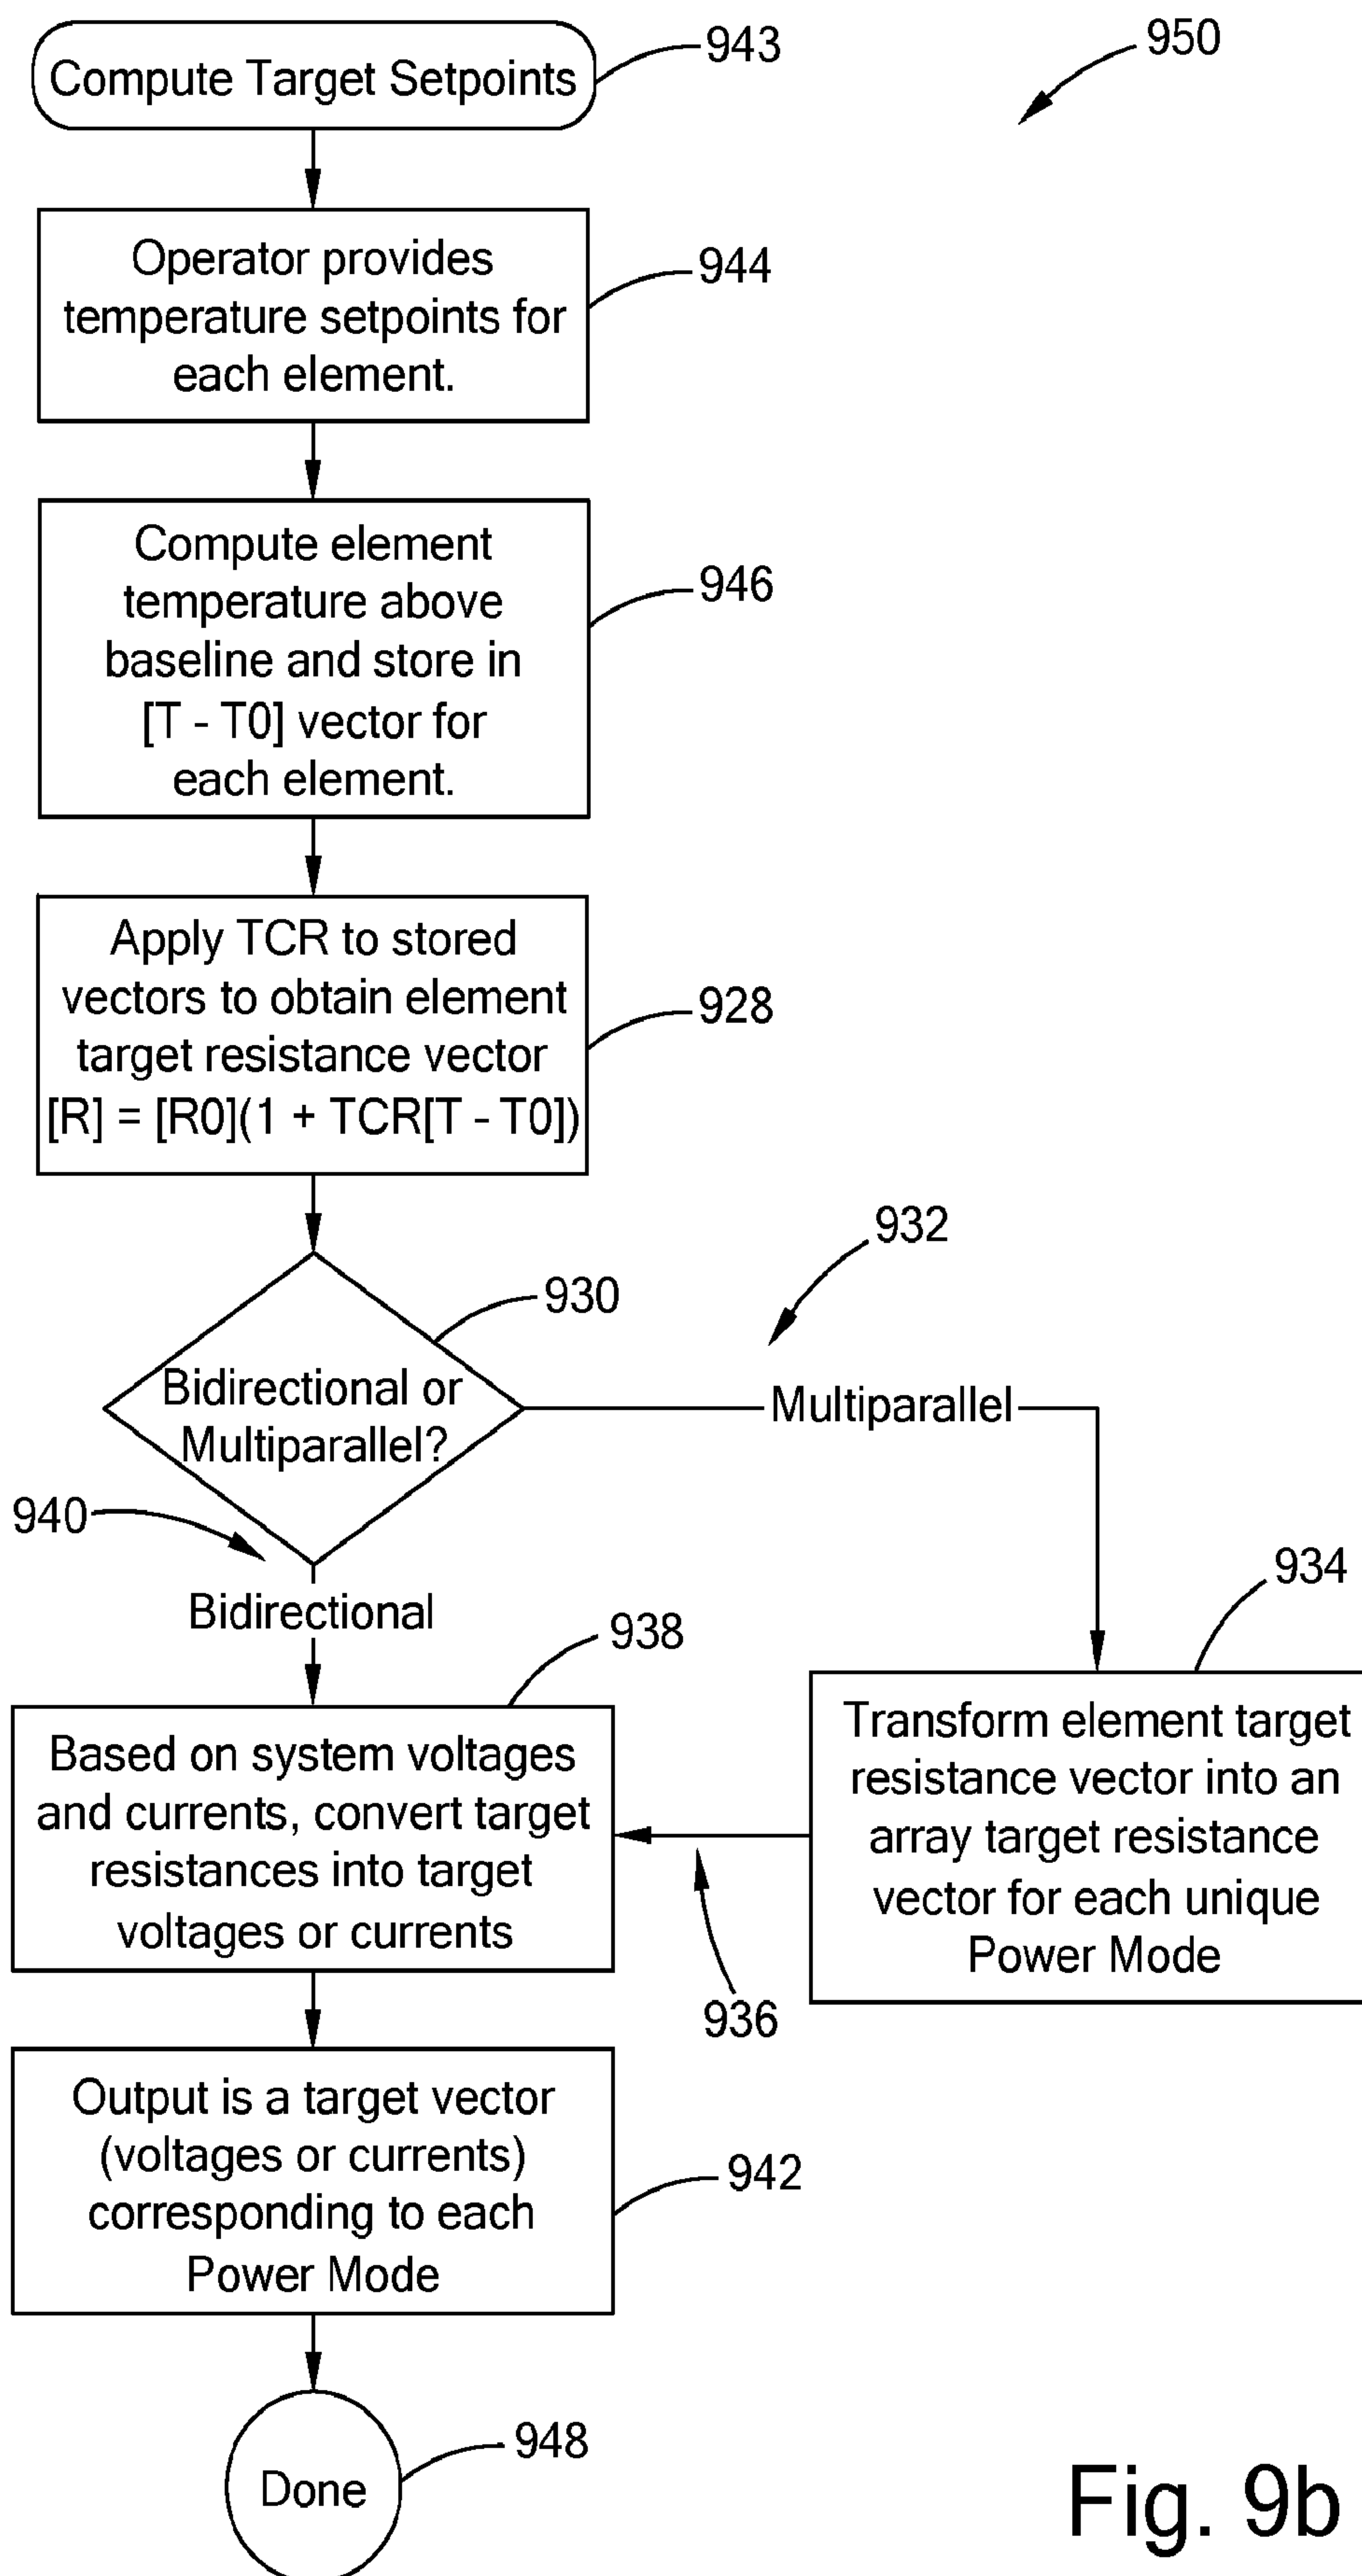 Compute Target Setpoints
943
950
Operator provides
temperature setpoints for
each element.
944
Compute element
temperature above
baseline and store in
[T - T0] vector for
each element.
946
Apply TCR to stored
vectors to obtain element
target resistance vector
[R] = [R0](1 + TCR[T - T0])
928
932
930
Bidirectional or
Multiparallel?
Multiparallel
940
Bidirectional
938
934
Based on system voltages
and currents, convert target
resistances into target
voltages or currents
Transform element target
resistance vector into an
array target resistance
vector for each unique
Power Mode
936
Output is a target vector
(voltages or currents)
corresponding to each
Power Mode
942
Done
948
Fig. 9b